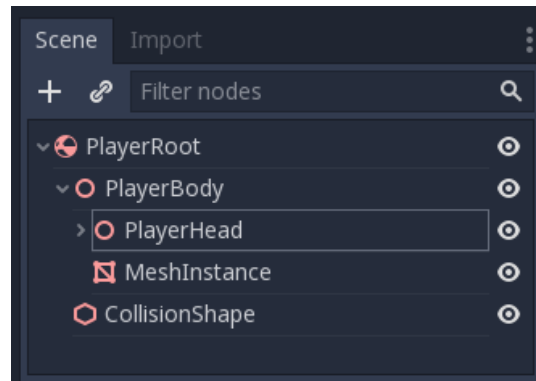 Scene Import
Filter nodes
PlayerRoot
PlayerBody
PlayerHead
MeshInstance
CollisionShape